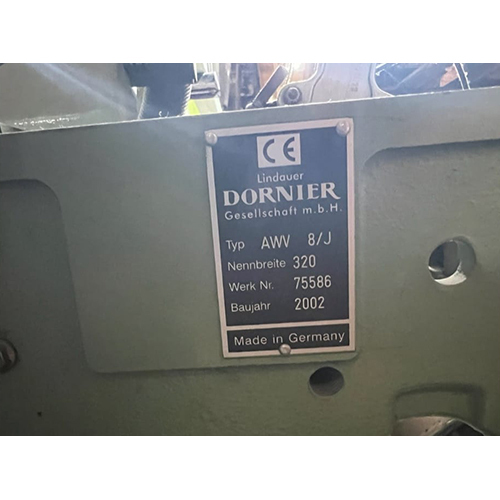 CE
Lindauer
DORNIER
Gesellschaft m.b.H.
Typ AWV 8/J
Nennbreite 320
Werk Nr. 75586
Baujahr 2002
Made in Germany